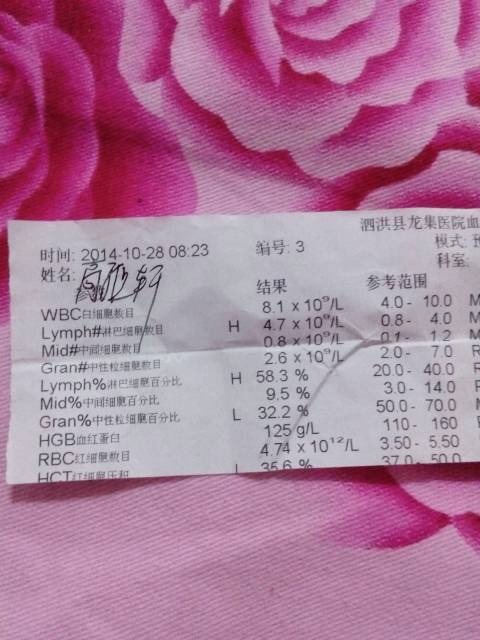 泗洪县龙集医院血
时间: 2014-10-28 08:23 编号: 3 模式:
姓名: 科室:
结果 参考范围
WBC白细胞数目 8.1 x 10⁹/L 4.0 - 10.0
Lymph#淋巴细胞数目 H 4.7 x 10⁹/L 0.8 - 4.0
Mid#中间细胞数目 0.8 x 10⁹/L 0.1 - 1.2
Gran#中性粒细胞数目 2.6 x 10⁹/L 2.0 - 7.0
Lymph%淋巴细胞百分比 H 58.3 % 20.0 - 40.0
Mid%中间细胞百分比 9.5 % 3.0 - 14.0
Gran%中性粒细胞百分比 L 32.2 % 50.0 - 70.0
HGB血红蛋白 125 g/L 110 - 160
RBC红细胞数目 4.74 x 10¹²/L 3.50 - 5.50
HCT红细胞压积 L 35.6 % 37.0 - 50.0